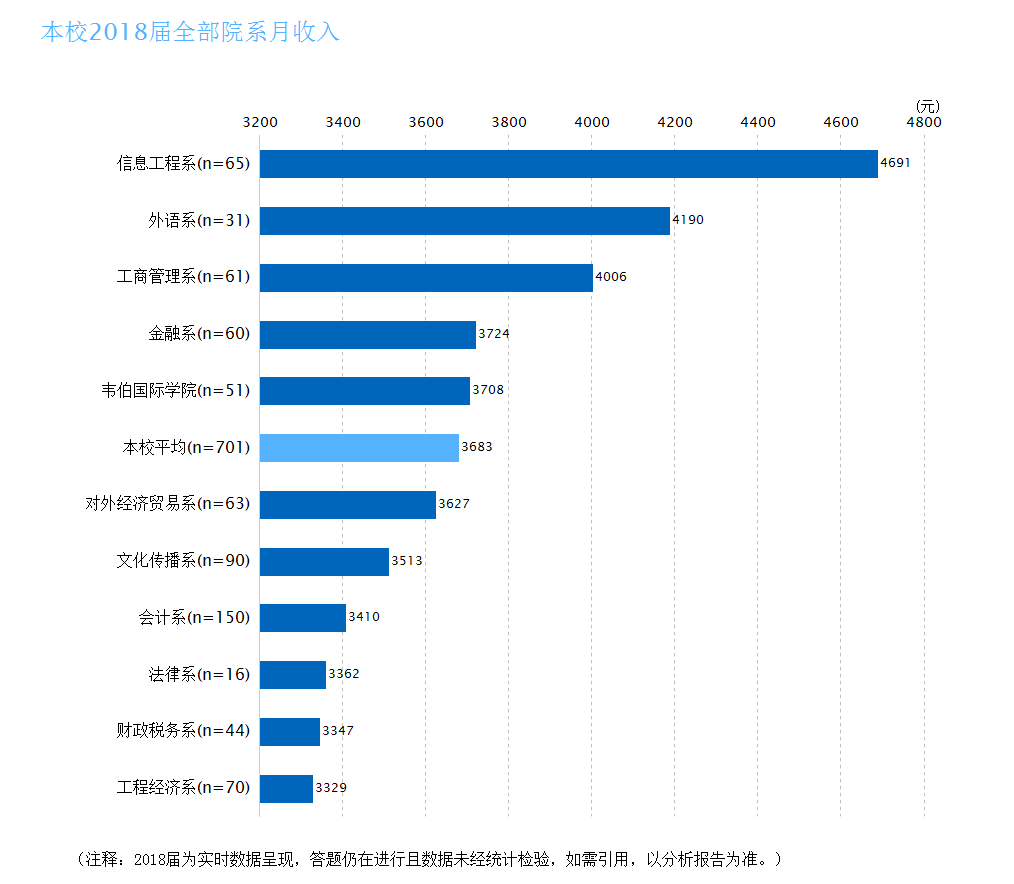 本校2018届全部院系月收入
(元)
3200 3400 3600 3800 4000 4200 4400 4600 4800
信息工程系(n=65) 4691
外语系(n=31) 4190
工商管理系(n=61) 4006
金融系(n=60) 3724
韦伯国际学院(n=51) 3708
本校平均(n=701) 3683
对外经济贸易系(n=63) 3627
文化传播系(n=90) 3513
会计系(n=150) 3410
法律系(n=16) 3362
财政税务系(n=44) 3347
工程经济系(n=70) 3329
（注释：2018届为实时数据呈现，答题仍在进行且数据未经统计检验，如需引用，以分析报告为准。）